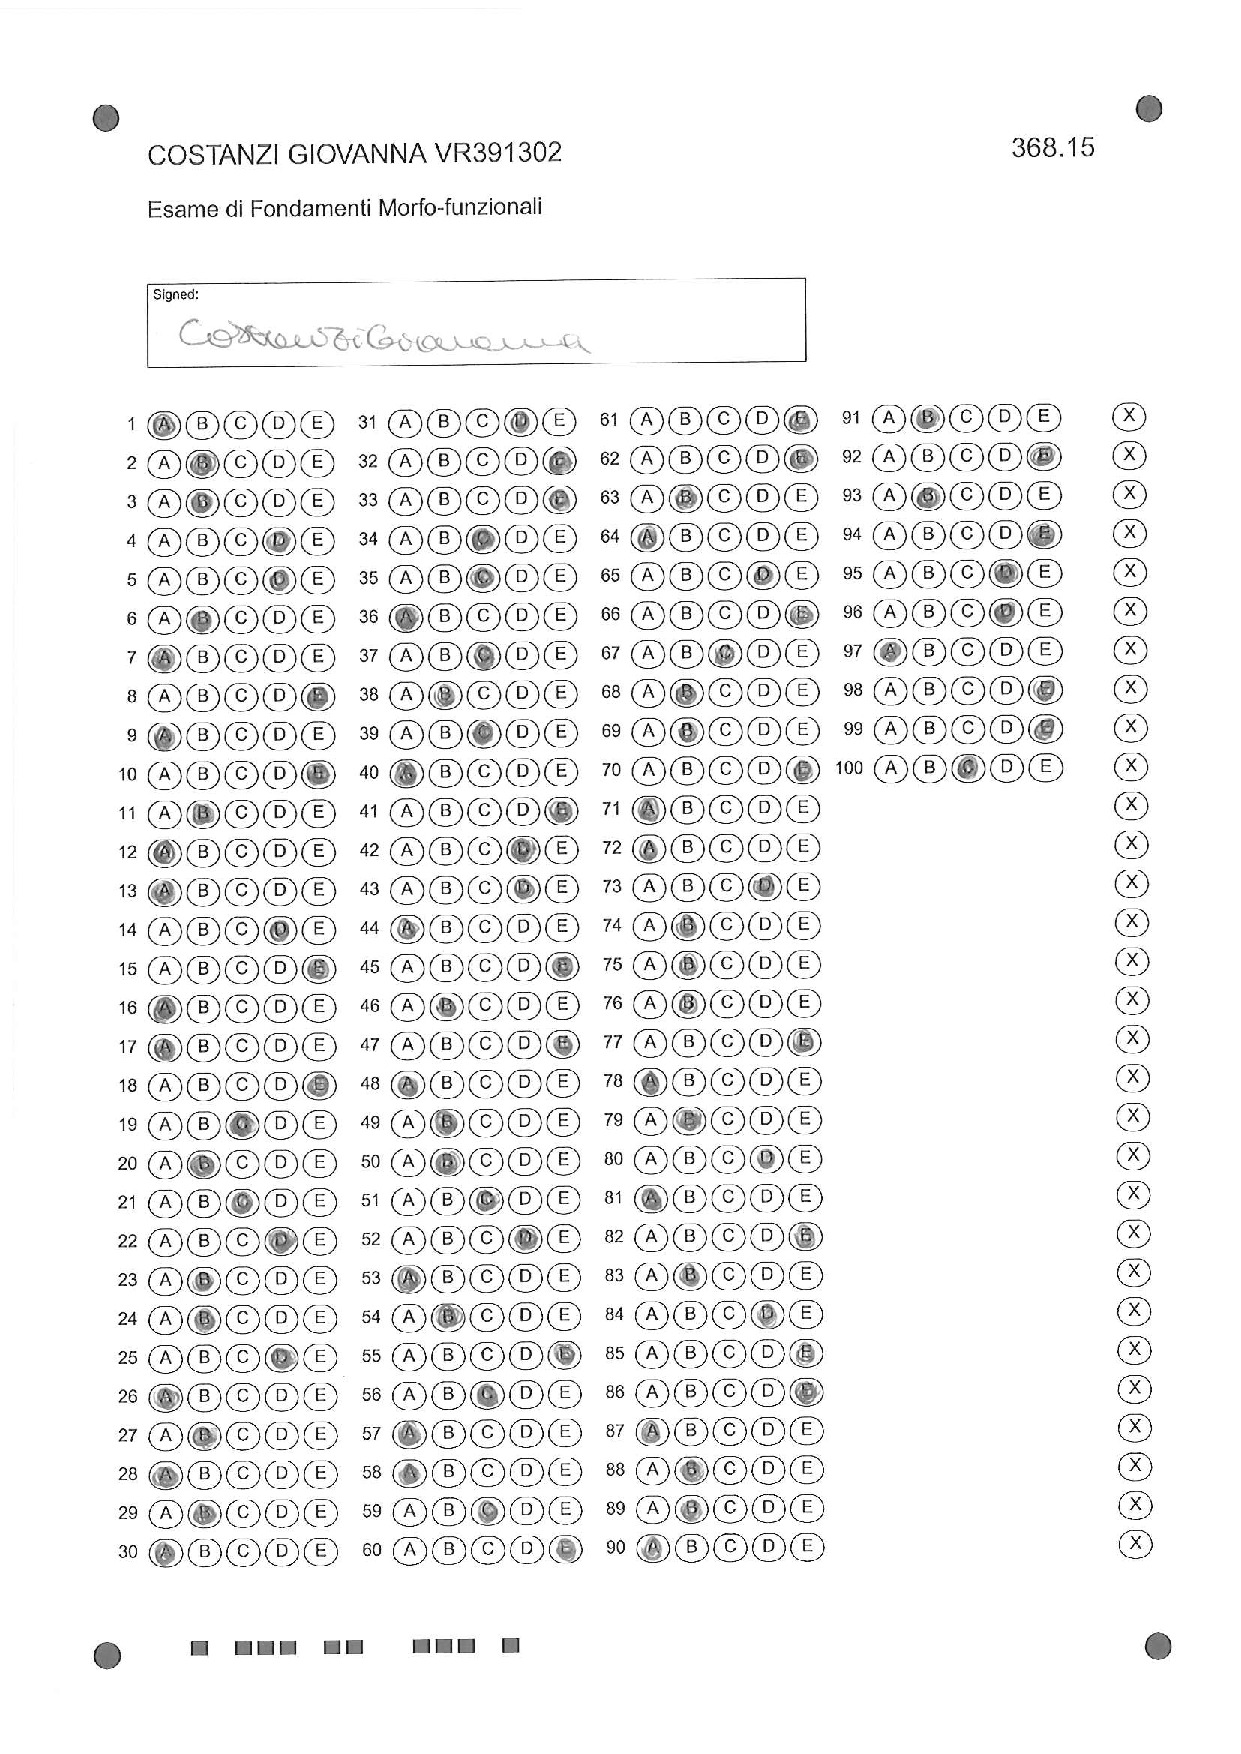 COSTANZI GIOVANNA VR391302 368.15
Esame di Fondamenti Morfo-funzionali
Signed:
Costanzi Giovanna
1 A B C D E 31 A B C D E 61 A B C D E 91 A B C D E X
2 A B C D E 32 A B C D E 62 A B C D E 92 A B C D E X
3 A B C D E 33 A B C D E 63 A B C D E 93 A B C D E X
4 A B C D E 34 A B C D E 64 A B C D E 94 A B C D E X
5 A B C D E 35 A B C D E 65 A B C D E 95 A B C D E X
6 A B C D E 36 A B C D E 66 A B C D E 96 A B C D E X
7 A B C D E 37 A B C D E 67 A B C D E 97 A B C D E X
8 A B C D E 38 A B C D E 68 A B C D E 98 A B C D E X
9 A B C D E 39 A B C D E 69 A B C D E 99 A B C D E X
10 A B C D E 40 A B C D E 70 A B C D E 100 A B C D E X
11 A B C D E 41 A B C D E 71 A B C D E X
12 A B C D E 42 A B C D E 72 A B C D E X
13 A B C D E 43 A B C D E 73 A B C D E X
14 A B C D E 44 A B C D E 74 A B C D E X
15 A B C D E 45 A B C D E 75 A B C D E X
16 A B C D E 46 A B C D E 76 A B C D E X
17 A B C D E 47 A B C D E 77 A B C D E X
18 A B C D E 48 A B C D E 78 A B C D E X
19 A B C D E 49 A B C D E 79 A B C D E X
20 A B C D E 50 A B C D E 80 A B C D E X
21 A B C D E 51 A B C D E 81 A B C D E X
22 A B C D E 52 A B C D E 82 A B C D E X
23 A B C D E 53 A B C D E 83 A B C D E X
24 A B C D E 54 A B C D E 84 A B C D E X
25 A B C D E 55 A B C D E 85 A B C D E X
26 A B C D E 56 A B C D E 86 A B C D E X
27 A B C D E 57 A B C D E 87 A B C D E X
28 A B C D E 58 A B C D E 88 A B C D E X
29 A B C D E 59 A B C D E 89 A B C D E X
30 A B C D E 60 A B C D E 90 A B C D E X